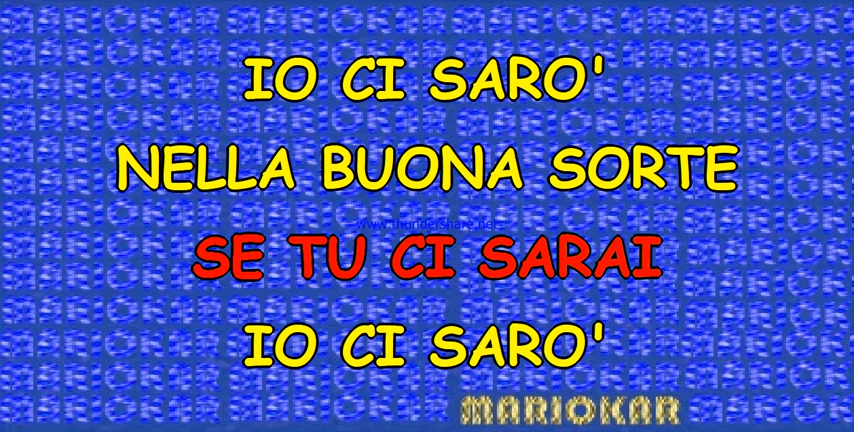 IO CI SARO'
NELLA BUONA SORTE
www.thundershare.net
SE TU CI SARAI
IO CI SARO'
MARIOKAR